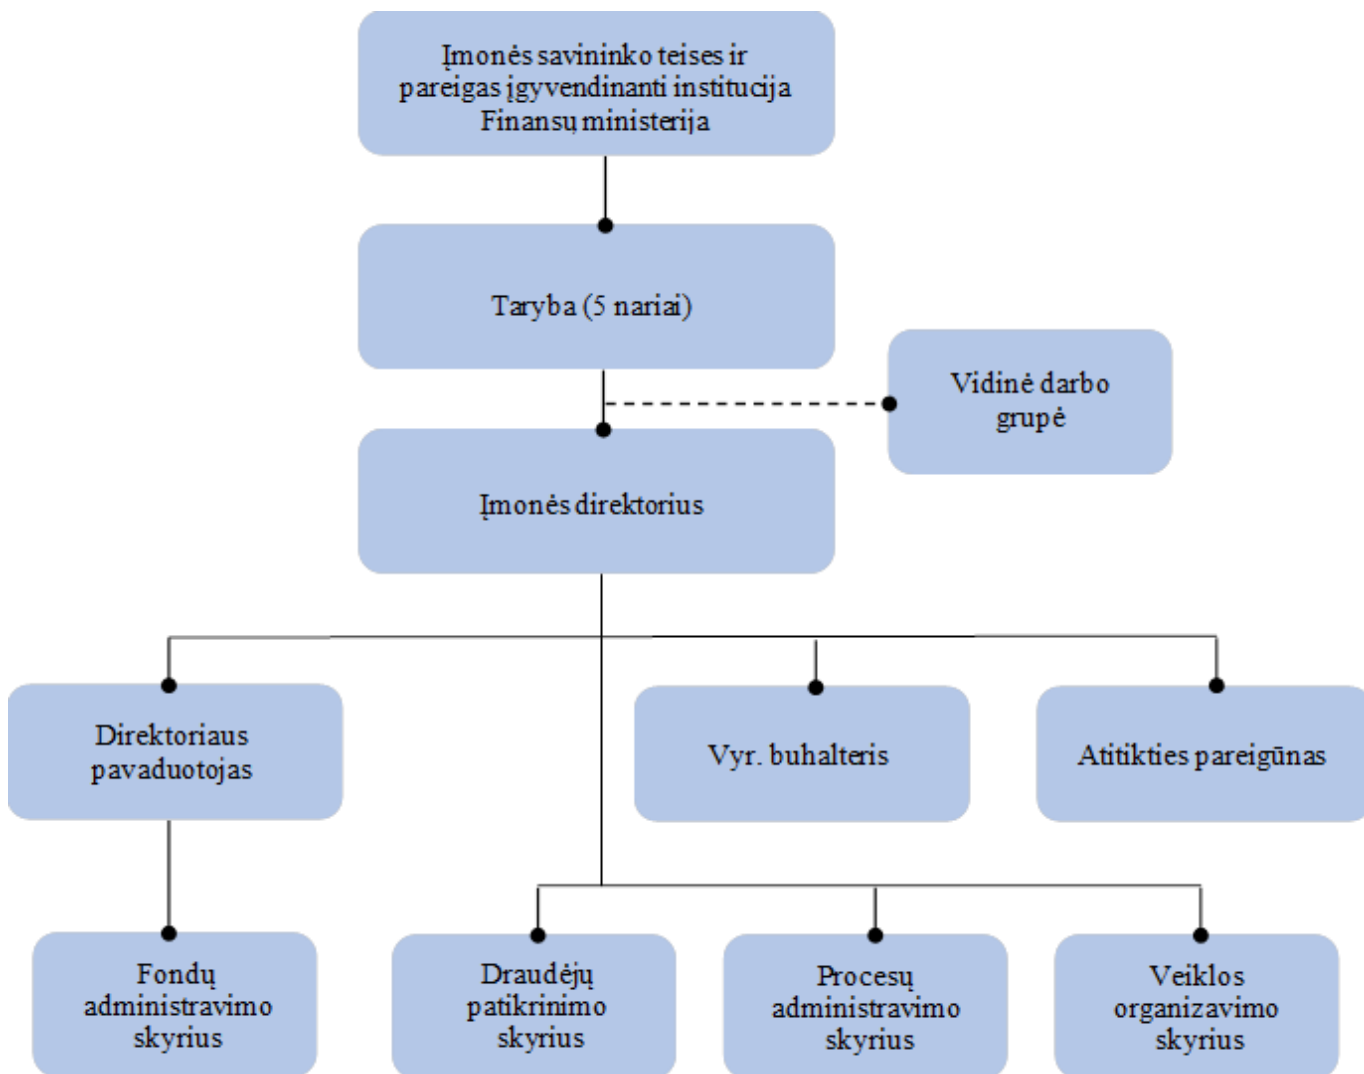 Įmonės savininko teises ir
pareigas įgyvendinanti institucija
Finansų ministerija
Taryba (5 nariai)
Vidinė darbo
grupė
Įmonės direktorius
Direktoriaus
pavaduotojas
Vyr. buhalteris
Atitikties pareigūnas
Fondų
administravimo
skyrius
Draudėjų
patikrinimo
skyrius
Procesų
administravimo
skyrius
Veiklos
organizavimo
skyrius